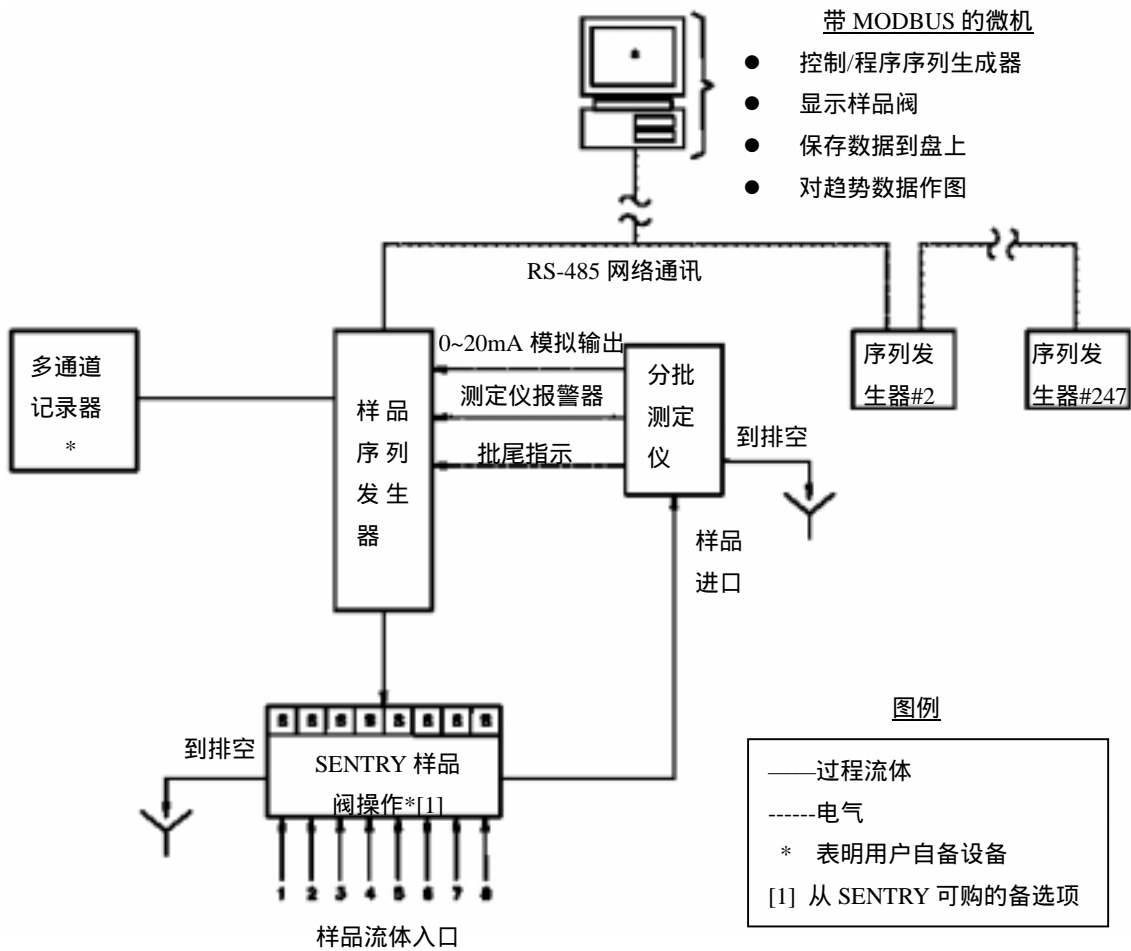 带 MODBUS 的微机
● 控制/程序序列生成器
● 显示样品阀
● 保存数据到盘上
● 对趋势数据作图
RS-485 网络通讯
多通道
记录器
*
样品
序列
发生
器
0~20mA 模拟输出
测定仪报警器
批尾指示
分批
测定
仪
到排空
序列发
生器#2
序列发
生器#247
样品
进口
到排空
S S S S S S S S
SENTRY 样品
阀操作*[1]
1 2 3 4 5 6 7 8
样品流体入口
图例
——过程流体
------电气
* 表明用户自备设备
[1] 从 SENTRY 可购的备选项